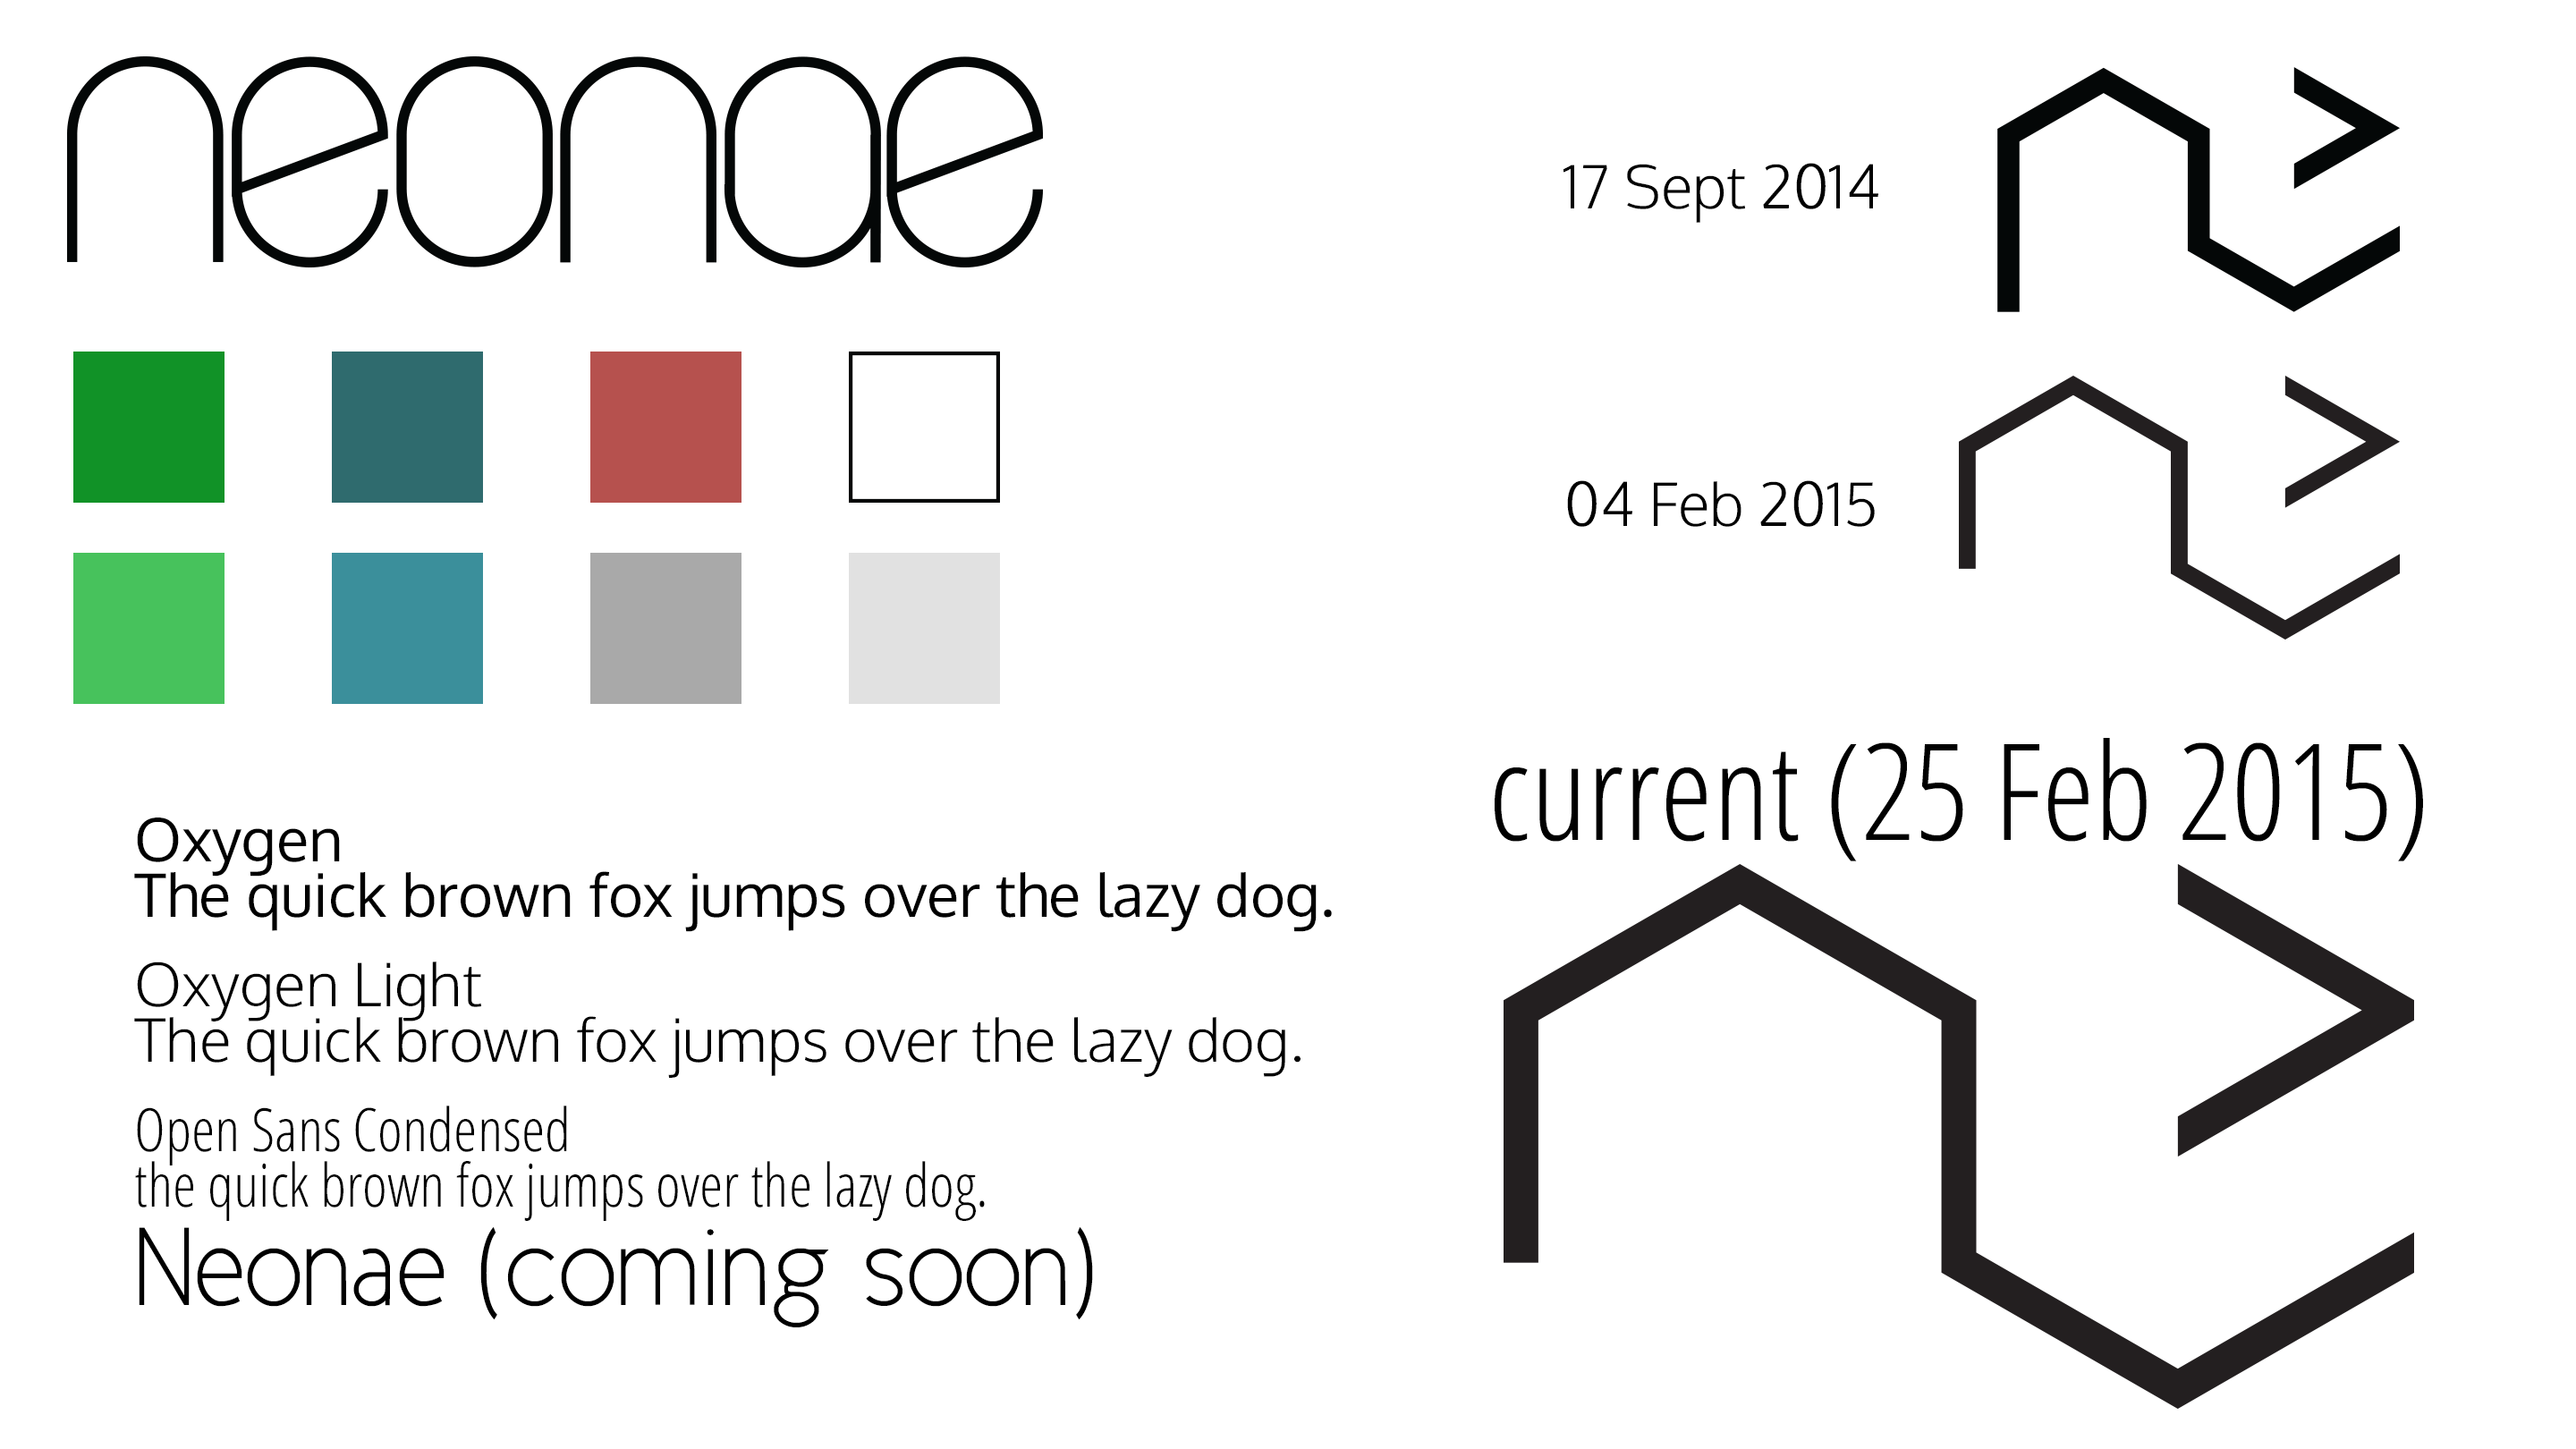 neonae
17 Sept 2014
04 Feb 2015
current (25 Feb 2015)
Oxygen
The quick brown fox jumps over the lazy dog.
Oxygen Light
The quick brown fox jumps over the lazy dog.
Open Sans Condensed
the quick brown fox jumps over the lazy dog.
Neonae (coming soon)